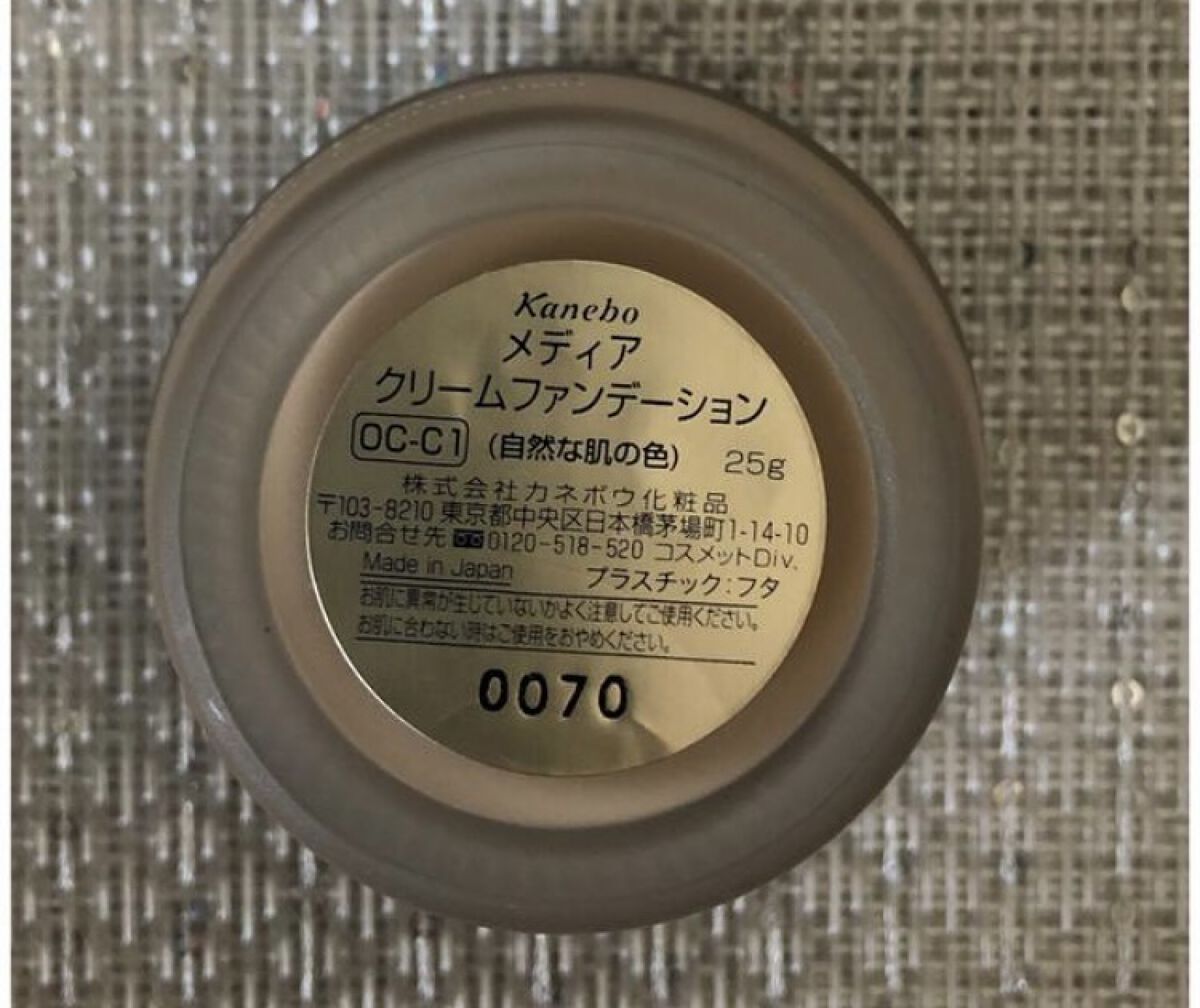 Kanebo
メディア
クリームファンデーション
OC-C1 (自然な肌の色) 25g
株式会社カネボウ化粧品
〒103-8210 東京都中央区日本橋茅場町1-14-10
お問合せ先 0120-518-520 コスメットDiv.
Made in Japan プラスチック:フタ
お肌に異常が生じていないかよく注意してご使用ください。
お肌に合わない時はご使用をおやめください。
0070